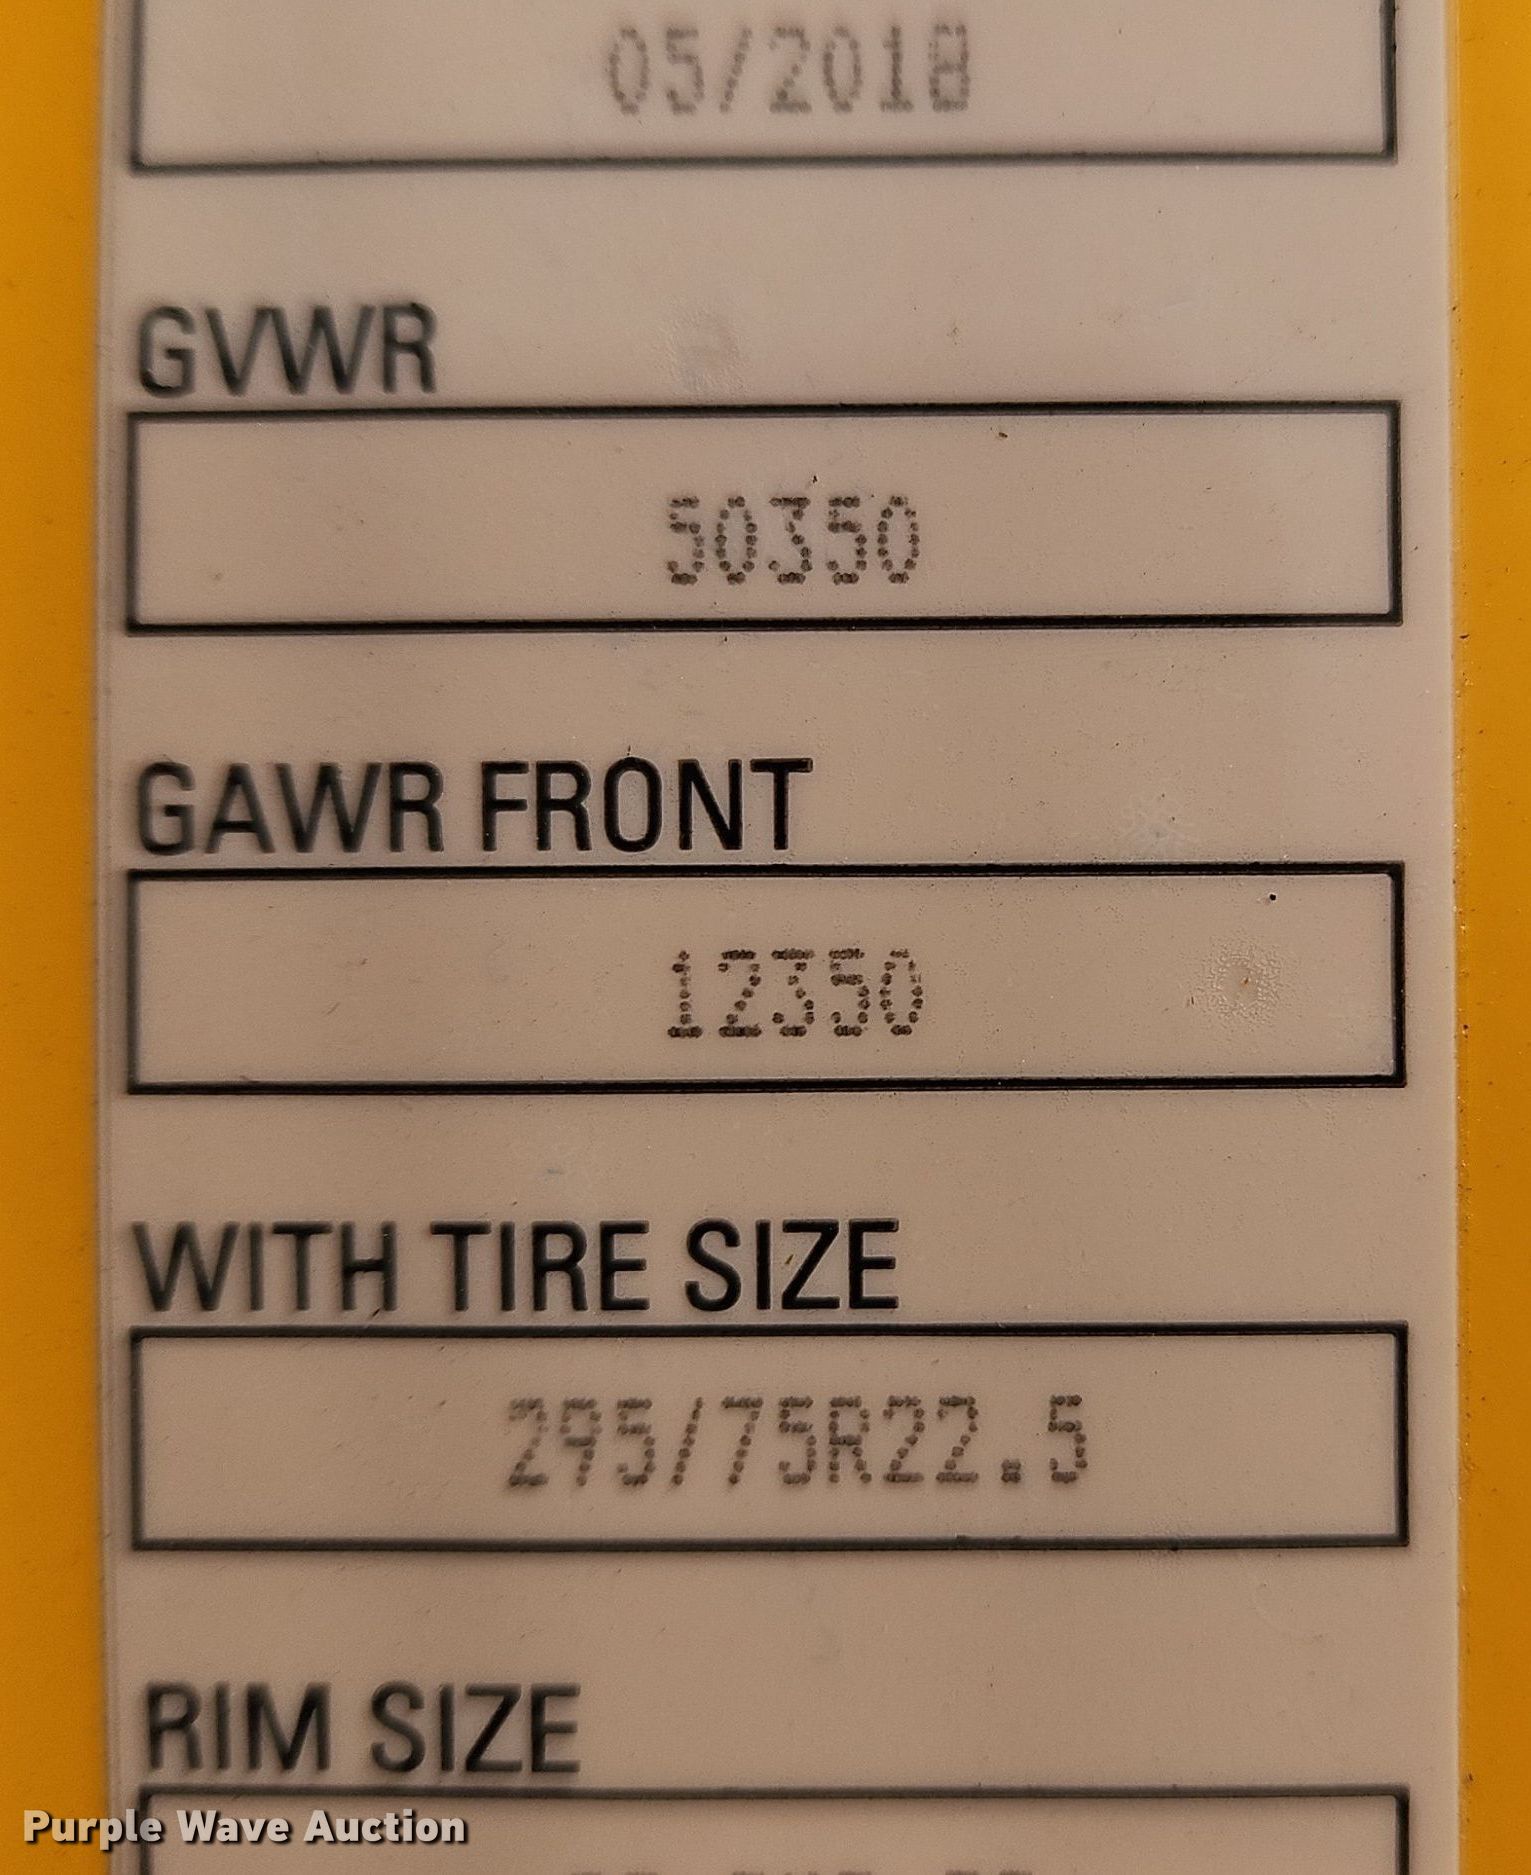 05/2018
GVWR
50350
GAWR FRONT
12350
WITH TIRE SIZE
295/75R22.5
RIM SIZE
Purple Wave Auction